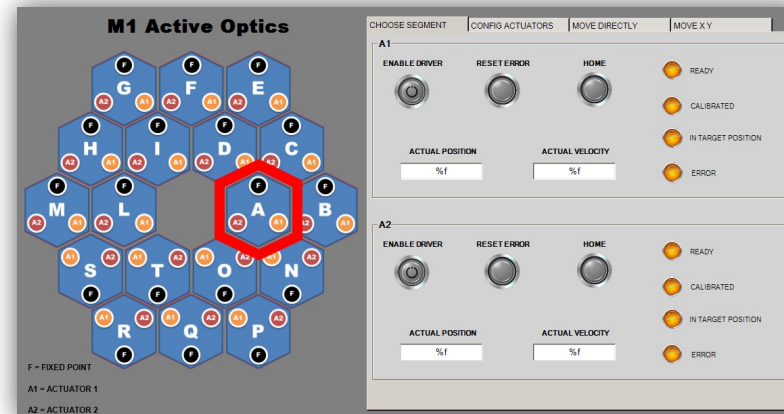 M1 Active Optics
F
G
A2
A1
F
F
A2
A1
F
E
A2
A1
F
H
A2
A1
F
I
A2
A1
F
D
A2
A1
F
C
A2
A1
F
M
A2
A1
F
L
A2
A1
F
A
A2
A1
F
B
A2
A1
A1
A2
S
F
A1
A2
T
F
A1
A2
O
F
A1
A2
N
F
A1
A2
R
F
A1
A2
Q
F
A1
A2
P
F
F = FIXED POINT
A1 = ACTUATOR 1
A2 = ACTUATOR 2
CHOOSE SEGMENT CONFIG ACTUATORS MOVE DIRECTLY MOVE X Y
A1
ENABLE DRIVER RESET ERROR HOME
READY
CALIBRATED
IN TARGET POSITION
ACTUAL POSITION ACTUAL VELOCITY
%f %f
ERROR
A2
ENABLE DRIVER RESET ERROR HOME
READY
CALIBRATED
IN TARGET POSITION
ACTUAL POSITION ACTUAL VELOCITY
%f %f
ERROR